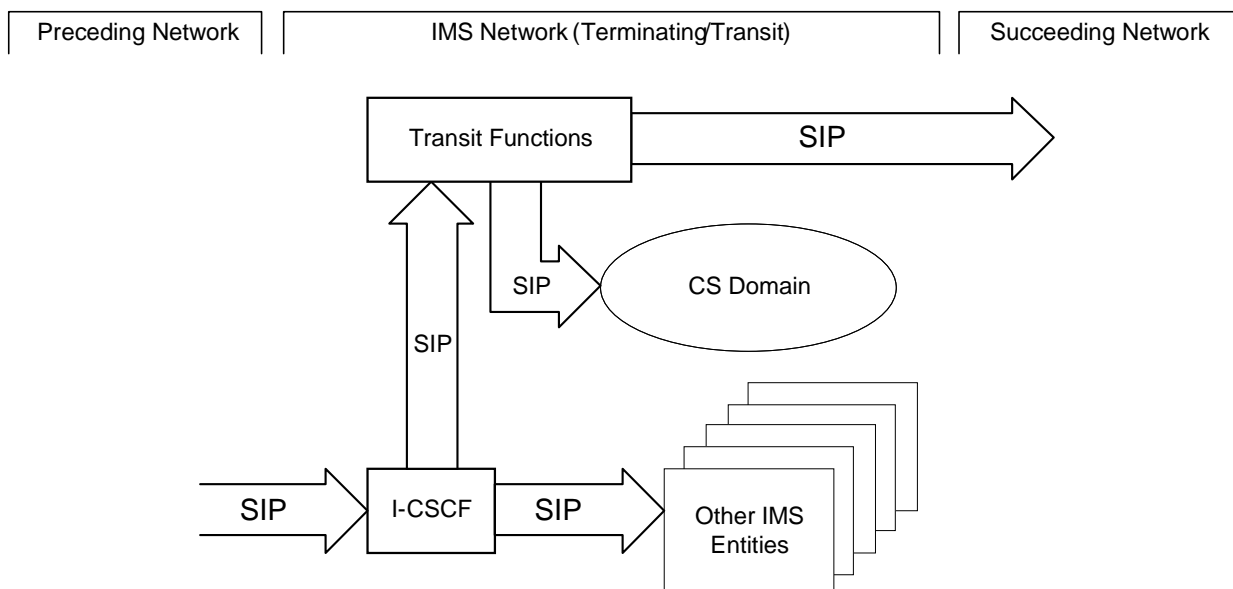 Preceding Network
IMS Network (Terminating/Transit)
Succeeding Network
Transit Functions
SIP
SIP
CS Domain
SIP
SIP
I-CSCF
SIP
Other IMS
Entities